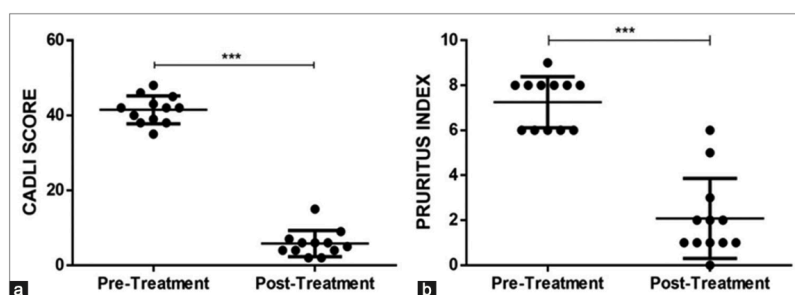 60
40
20
0
CADLI SCORE
***
Pre-Treatment Post-Treatment
a
10
8
6
4
2
0
PRURITUS INDEX
***
Pre-Treatment Post-Treatment
b